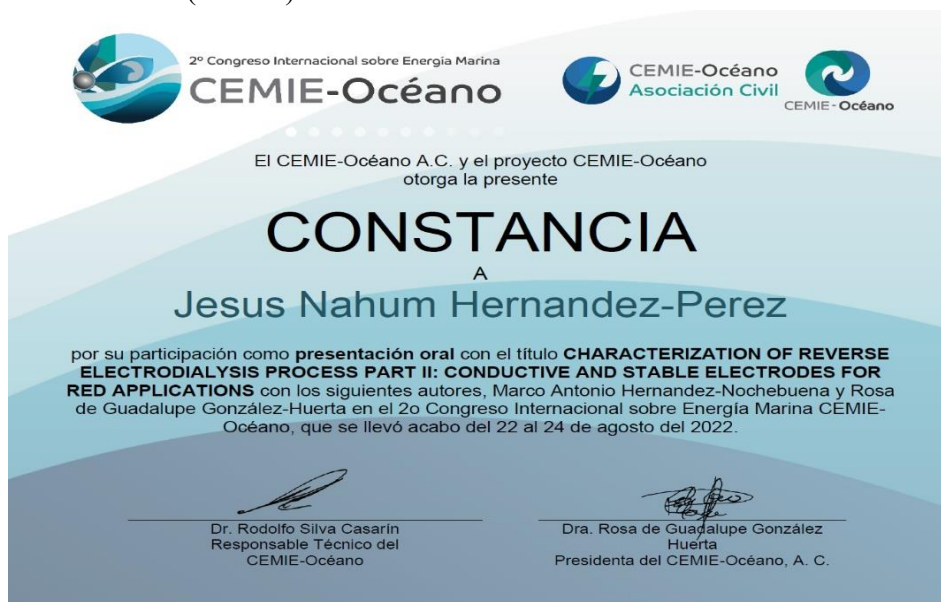 2º Congreso Internacional sobre Energía Marina
CEMIE-Océano
CEMIE-Océano
Asociación Civil
CEMIE-Océano
El CEMIE-Océano A.C. y el proyecto CEMIE-Océano
otorga la presente
CONSTANCIA
A
Jesus Nahum Hernandez-Perez
por su participación como presentación oral con el título CHARACTERIZATION OF REVERSE
ELECTRODIALYSIS PROCESS PART II: CONDUCTIVE AND STABLE ELECTRODES FOR
RED APPLICATIONS con los siguientes autores, Marco Antonio Hernandez-Nochebuena y Rosa
de Guadalupe González-Huerta en el 2o Congreso Internacional sobre Energía Marina CEMIE-
Océano, que se llevó acabo del 22 al 24 de agosto del 2022.
Dr. Rodolfo Silva Casarín
Responsable Técnico del
CEMIE-Océano
Dra. Rosa de Guadalupe González
Huerta
Presidenta del CEMIE-Océano, A. C.